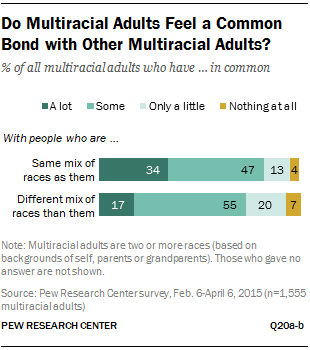 Do Multiracial Adults Feel a Common
Bond with Other Multiracial Adults?
% of all multiracial adults who have ... in common
A lot Some Only a little Nothing at all
With people who are ...
Same mix of
races as them 34 47 13 4
Different mix of
races than them 17 55 20 7
Note: Multiracial adults are two or more races (based on
backgrounds of self, parents or grandparents). Those who gave no
answer are not shown.
Source: Pew Research Center survey, Feb. 6-April 6, 2015 (n=1,555
multiracial adults)
PEW RESEARCH CENTER Q20a-b